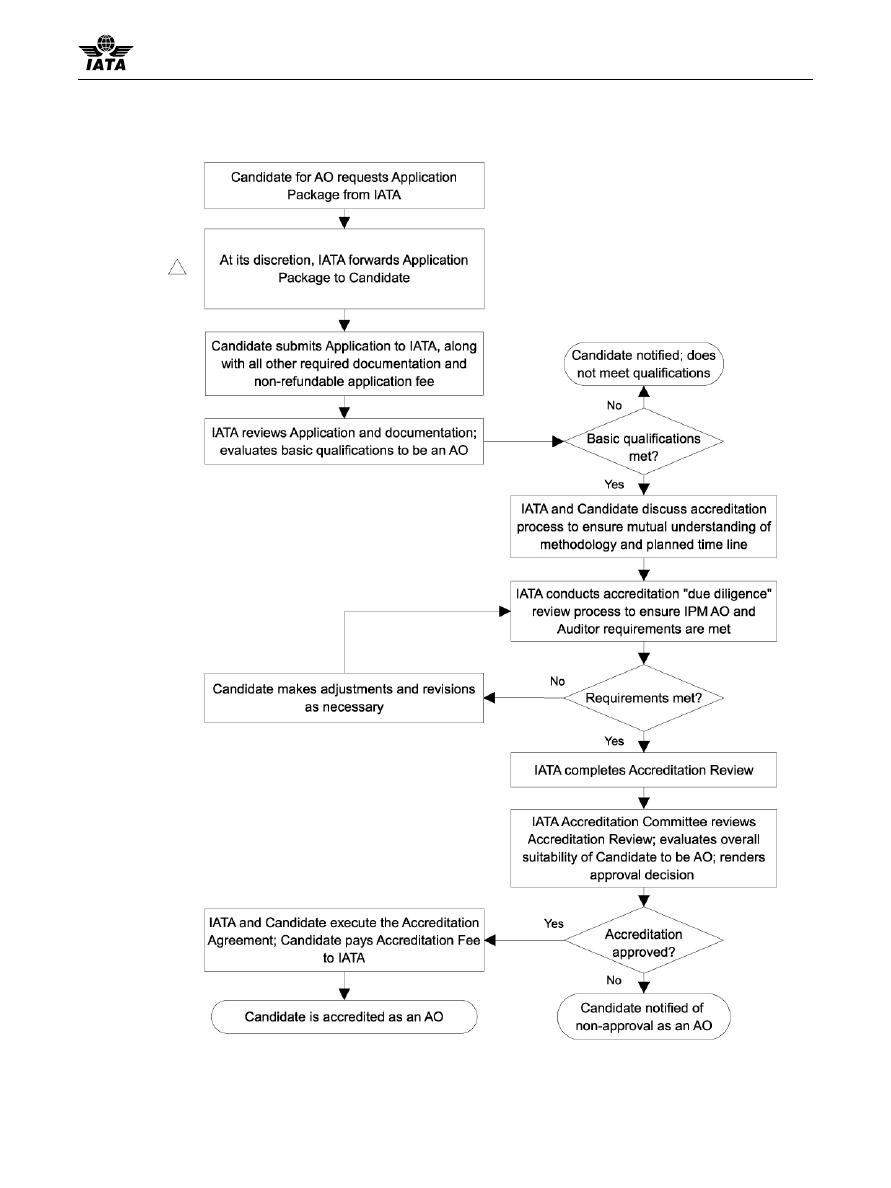 IATA
Candidate for AO requests Application
Package from IATA
At its discretion, IATA forwards Application
Package to Candidate
Candidate submits Application to IATA, along
with all other required documentation and
non-refundable application fee
Candidate notified; does
not meet qualifications
No
IATA reviews Application and documentation;
evaluates basic qualifications to be an AO
Basic qualifications
met?
Yes
IATA and Candidate discuss accreditation
process to ensure mutual understanding of
methodology and planned time line
IATA conducts accreditation "due diligence"
review process to ensure IPM AO and
Auditor requirements are met
No
Candidate makes adjustments and revisions
as necessary
Requirements met?
Yes
IATA completes Accreditation Review
IATA Accreditation Committee reviews
Accreditation Review; evaluates overall
suitability of Candidate to be AO; renders
approval decision
IATA and Candidate execute the Accreditation
Agreement; Candidate pays Accreditation Fee
to IATA
Yes
Accreditation
approved?
No
Candidate is accredited as an AO
Candidate notified of
non-approval as an AO